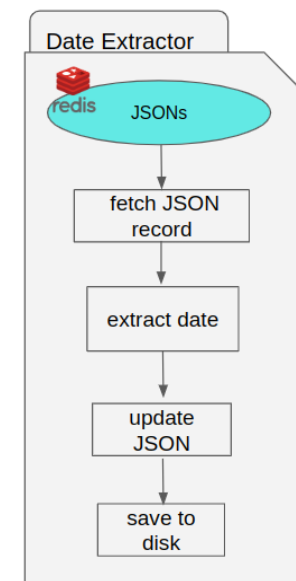 Date Extractor
redis
JSONs
fetch JSON
record
extract date
update
JSON
save to
disk